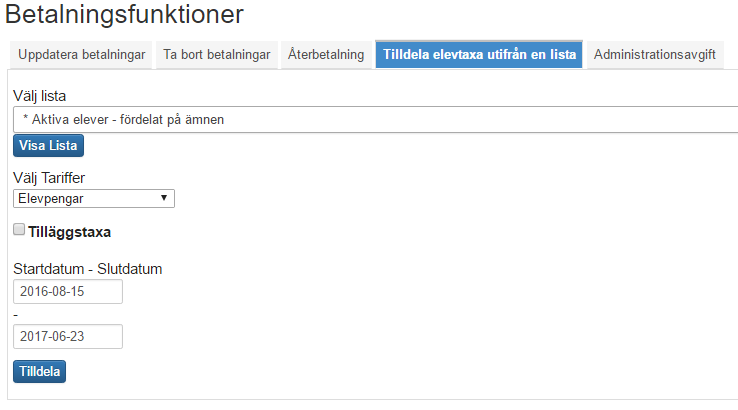 Betalningsfunktioner
Uppdatera betalningar Ta bort betalningar Återbetalning Tilldela elevtaxa utifrån en lista Administrationsavgift
Välj lista
* Aktiva elever - fördelat på ämnen
Visa Lista
Välj Tariffer
Elevpengar
Tilläggstaxa
Startdatum - Slutdatum
2016-08-15
-
2017-06-23
Tilldela